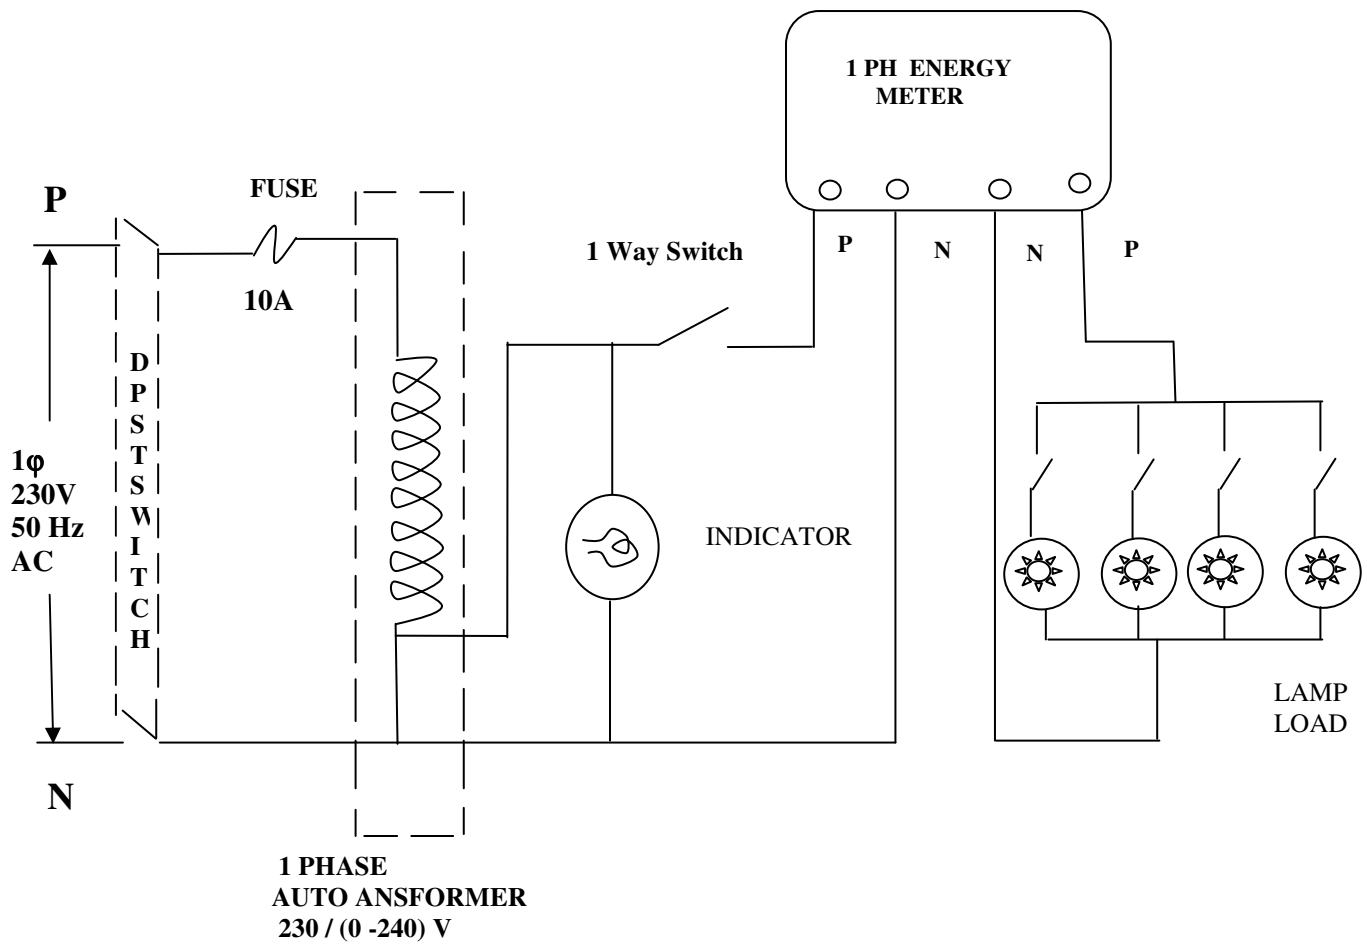 1 PH ENERGY
METER
P
FUSE
P
N
N
P
1 Way Switch
10A
DPSTSWITCH
1φ
230V
50 Hz
AC
INDICATOR
LAMP
LOAD
N
1 PHASE
AUTO ANSFORMER
230 / (0 -240) V